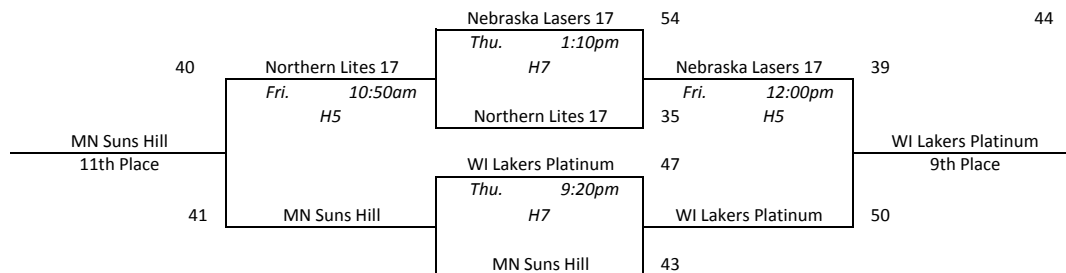 Nebraska Lasers 17 54 44
Thu. 1:10pm
40 Northern Lites 17 H7 Nebraska Lasers 17 39
Fri. 10:50am Fri. 12:00pm
H5 Northern Lites 17 35 H5
MN Suns Hill WI Lakers Platinum
11th Place WI Lakers Platinum 47 9th Place
Thu. 9:20pm
41 MN Suns Hill H7 WI Lakers Platinum 50
MN Suns Hill 43